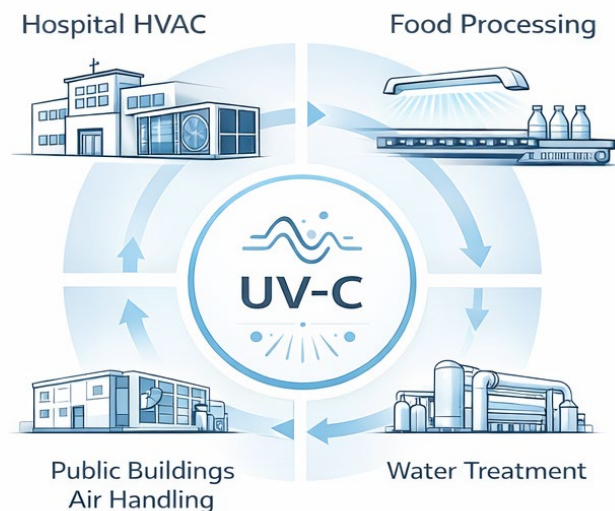 Hospital HVAC
Food Processing
UV-C
Public Buildings
Air Handling
Water Treatment